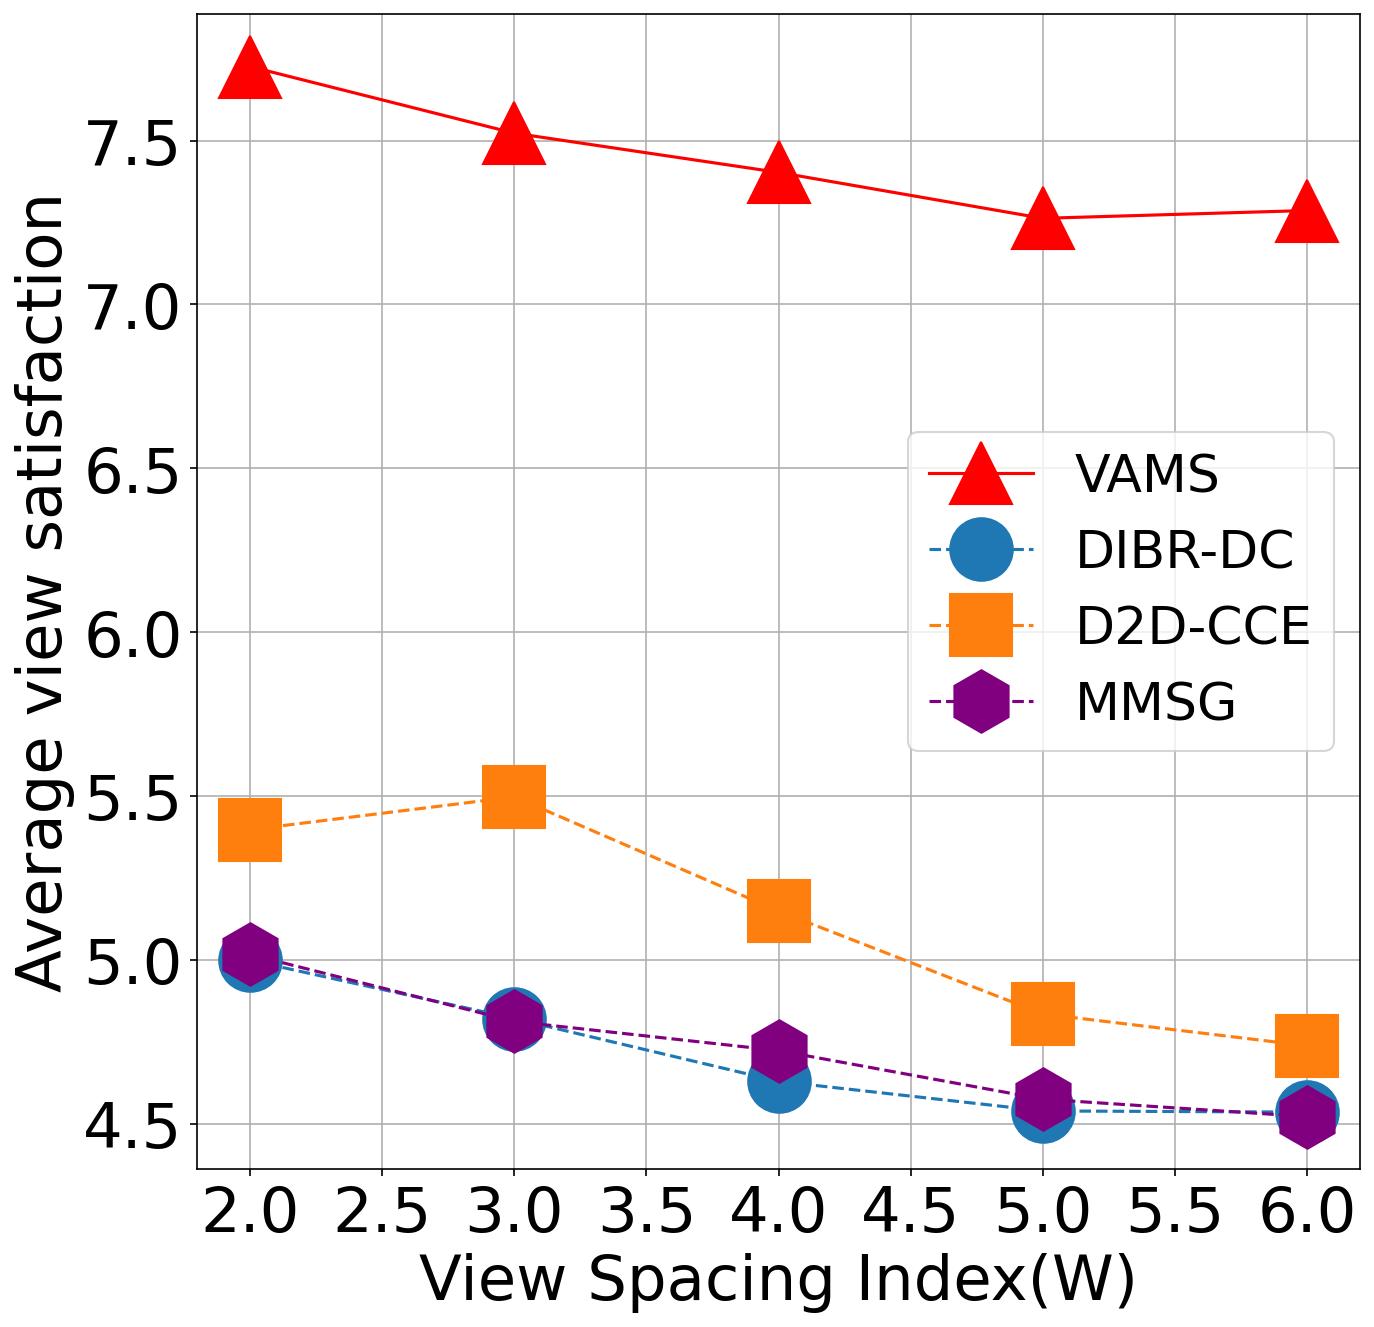 Average view satisfaction
7.5
7.0
6.5
6.0
5.5
5.0
4.5
VAMS
DIBR-DC
D2D-CCE
MMSG
2.0 2.5 3.0 3.5 4.0 4.5 5.0 5.5 6.0
View Spacing Index(W)